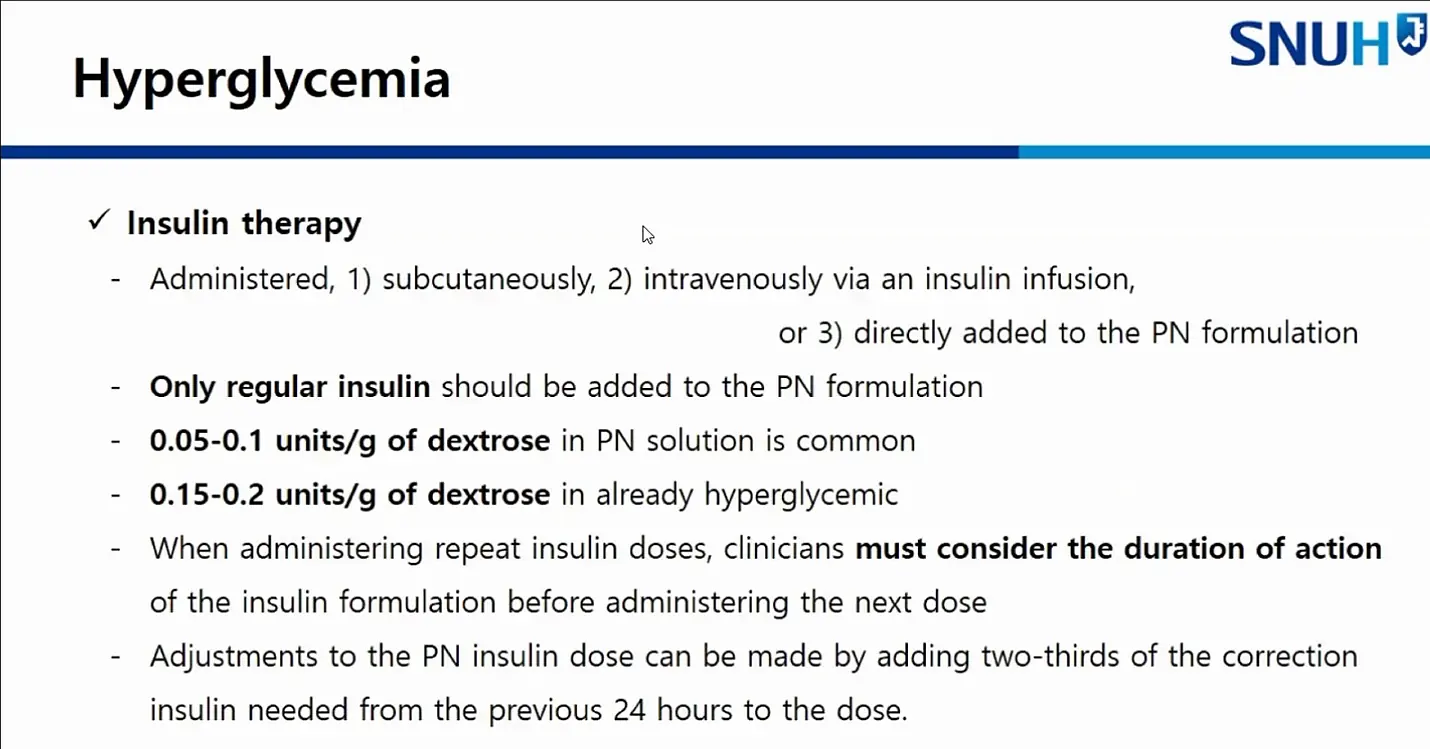 SNUH
Hyperglycemia
✓ Insulin therapy
- Administered, 1) subcutaneously, 2) intravenously via an insulin infusion,
or 3) directly added to the PN formulation
- Only regular insulin should be added to the PN formulation
- 0.05-0.1 units/g of dextrose in PN solution is common
- 0.15-0.2 units/g of dextrose in already hyperglycemic
- When administering repeat insulin doses, clinicians must consider the duration of action
of the insulin formulation before administering the next dose
- Adjustments to the PN insulin dose can be made by adding two-thirds of the correction
insulin needed from the previous 24 hours to the dose.